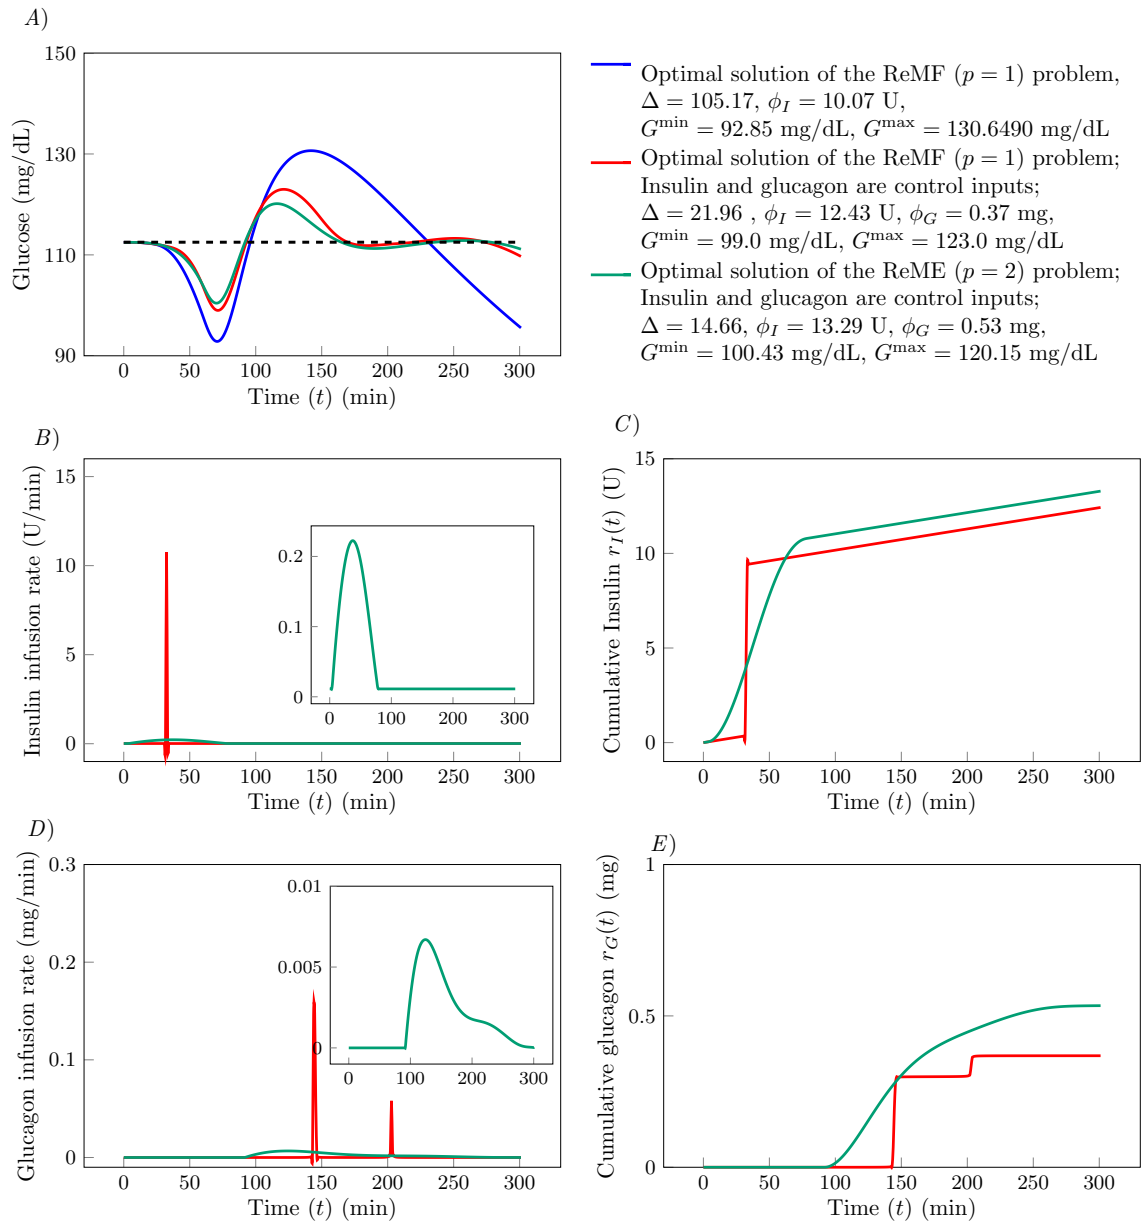 A)
150
130
110
90
Glucose (mg/dL)
0 50 100 150 200 250 300
Time (t) (min)
Optimal solution of the ReMF (p = 1) problem,
Δ = 105.17, ϕ_I = 10.07 U,
G^min = 92.85 mg/dL, G^max = 130.6490 mg/dL
Optimal solution of the ReMF (p = 1) problem;
Insulin and glucagon are control inputs;
Δ = 21.96 , ϕ_I = 12.43 U, ϕ_G = 0.37 mg,
G^min = 99.0 mg/dL, G^max = 123.0 mg/dL
Optimal solution of the ReME (p = 2) problem;
Insulin and glucagon are control inputs;
Δ = 14.66, ϕ_I = 13.29 U, ϕ_G = 0.53 mg,
G^min = 100.43 mg/dL, G^max = 120.15 mg/dL
B)
15
10
5
0
Insulin infusion rate (U/min)
0.2
0.1
0
0 100 200 300
0 50 100 150 200 250 300
Time (t) (min)
C)
15
10
5
0
Cumulative Insulin r_I(t) (U)
0 50 100 150 200 250 300
Time (t) (min)
D)
0.3
0.2
0.1
0
Glucagon infusion rate (mg/min)
0.01
0.005
0
0 100 200 300
0 50 100 150 200 250 300
Time (t) (min)
E)
1
0.5
0
Cumulative glucagon r_G(t) (mg)
0 50 100 150 200 250 300
Time (t) (min)